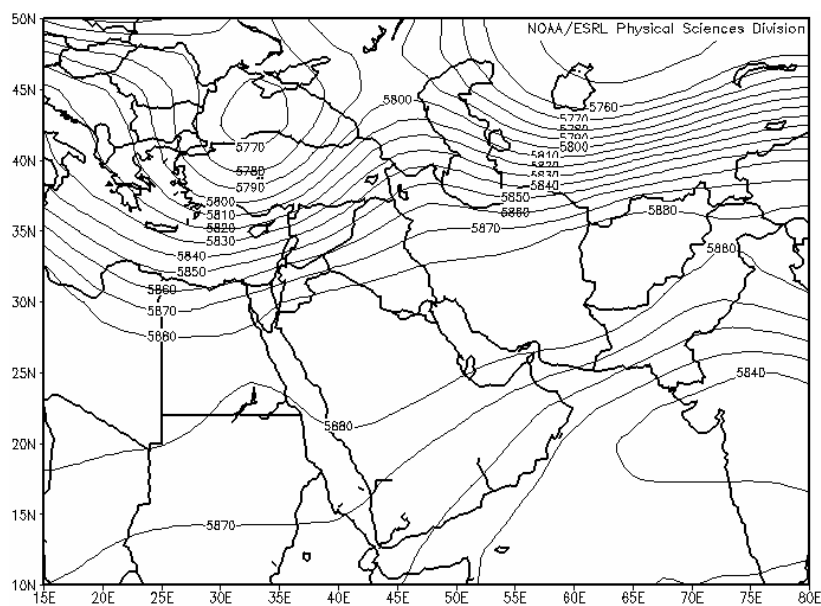 50N NOAA/ESRL Physical Sciences Division
45N 5800 5760
5770
5780
5790
5770 5800
40N 5810
5780 5820
5790 5830
5840
5800 5850
5810 5860 5880
35N 5820 5870
5830
5840 5880
5850
30N 5860
5870
5880
25N 5840
5880
20N
15N 5870
10N
15E 20E 25E 30E 35E 40E 45E 50E 55E 60E 65E 70E 75E 80E